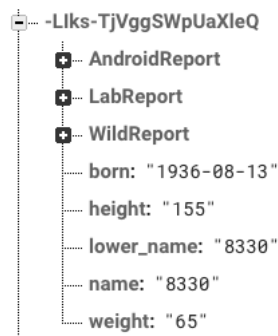 -LIks-TjVggSWpUaXleQ
AndroidReport
LabReport
WildReport
born: "1936-08-13"
height: "155"
lower_name: "8330"
name: "8330"
weight: "65"